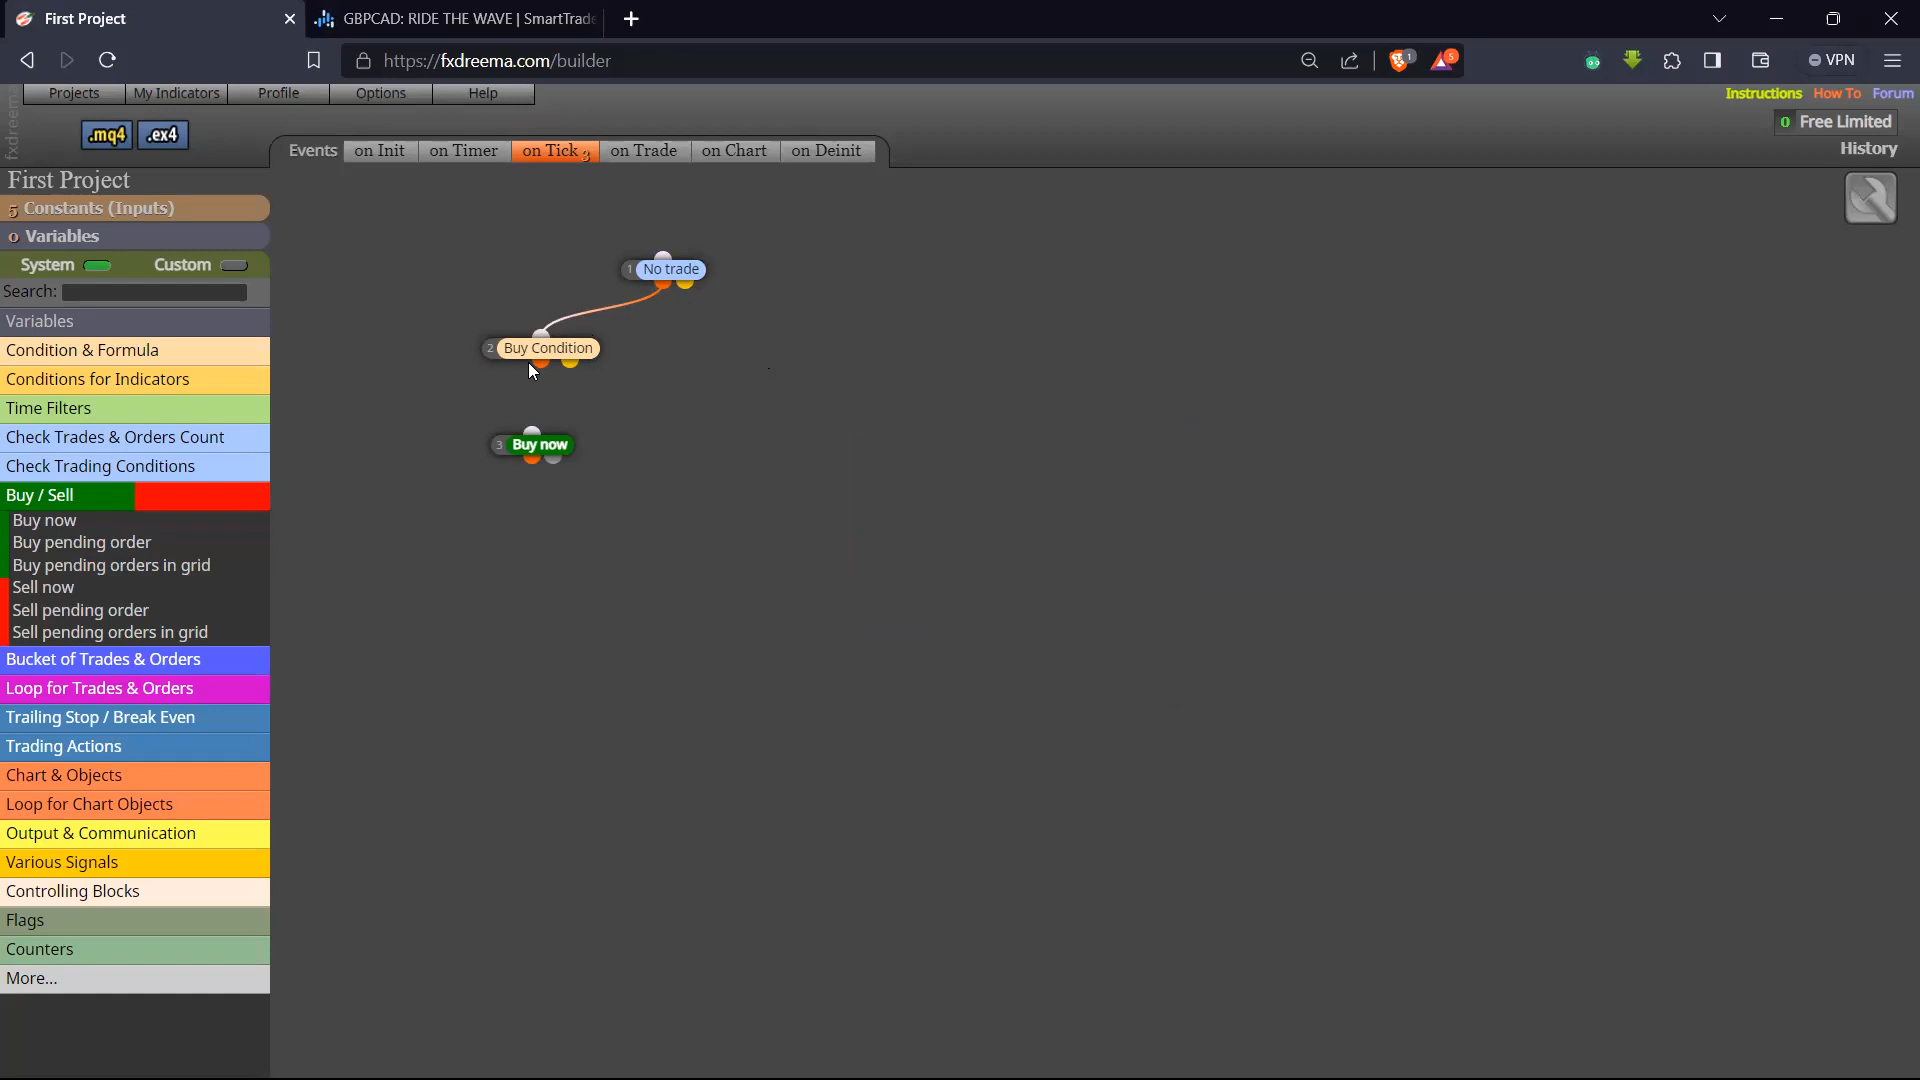 First Project
GBPCAD: RIDE THE WAVE | SmartTrade
https://fxdreema.com/builder
1
5
VPN
Projects
My Indicators
Profile
Options
Help
Instructions
How To
Forum
fxdreema
.mq4
.ex4
0 Free Limited
History
Events
on Init
on Timer
on Tick 3
on Trade
on Chart
on Deinit
First Project
5 Constants (Inputs)
0 Variables
System
Custom
Search:
Variables
Condition & Formula
Conditions for Indicators
Time Filters
Check Trades & Orders Count
Check Trading Conditions
Buy / Sell
Buy now
Buy pending order
Buy pending orders in grid
Sell now
Sell pending order
Sell pending orders in grid
Bucket of Trades & Orders
Loop for Trades & Orders
Trailing Stop / Break Even
Trading Actions
Chart & Objects
Loop for Chart Objects
Output & Communication
Various Signals
Controlling Blocks
Flags
Counters
More...
1 No trade
2 Buy Condition
3 Buy now